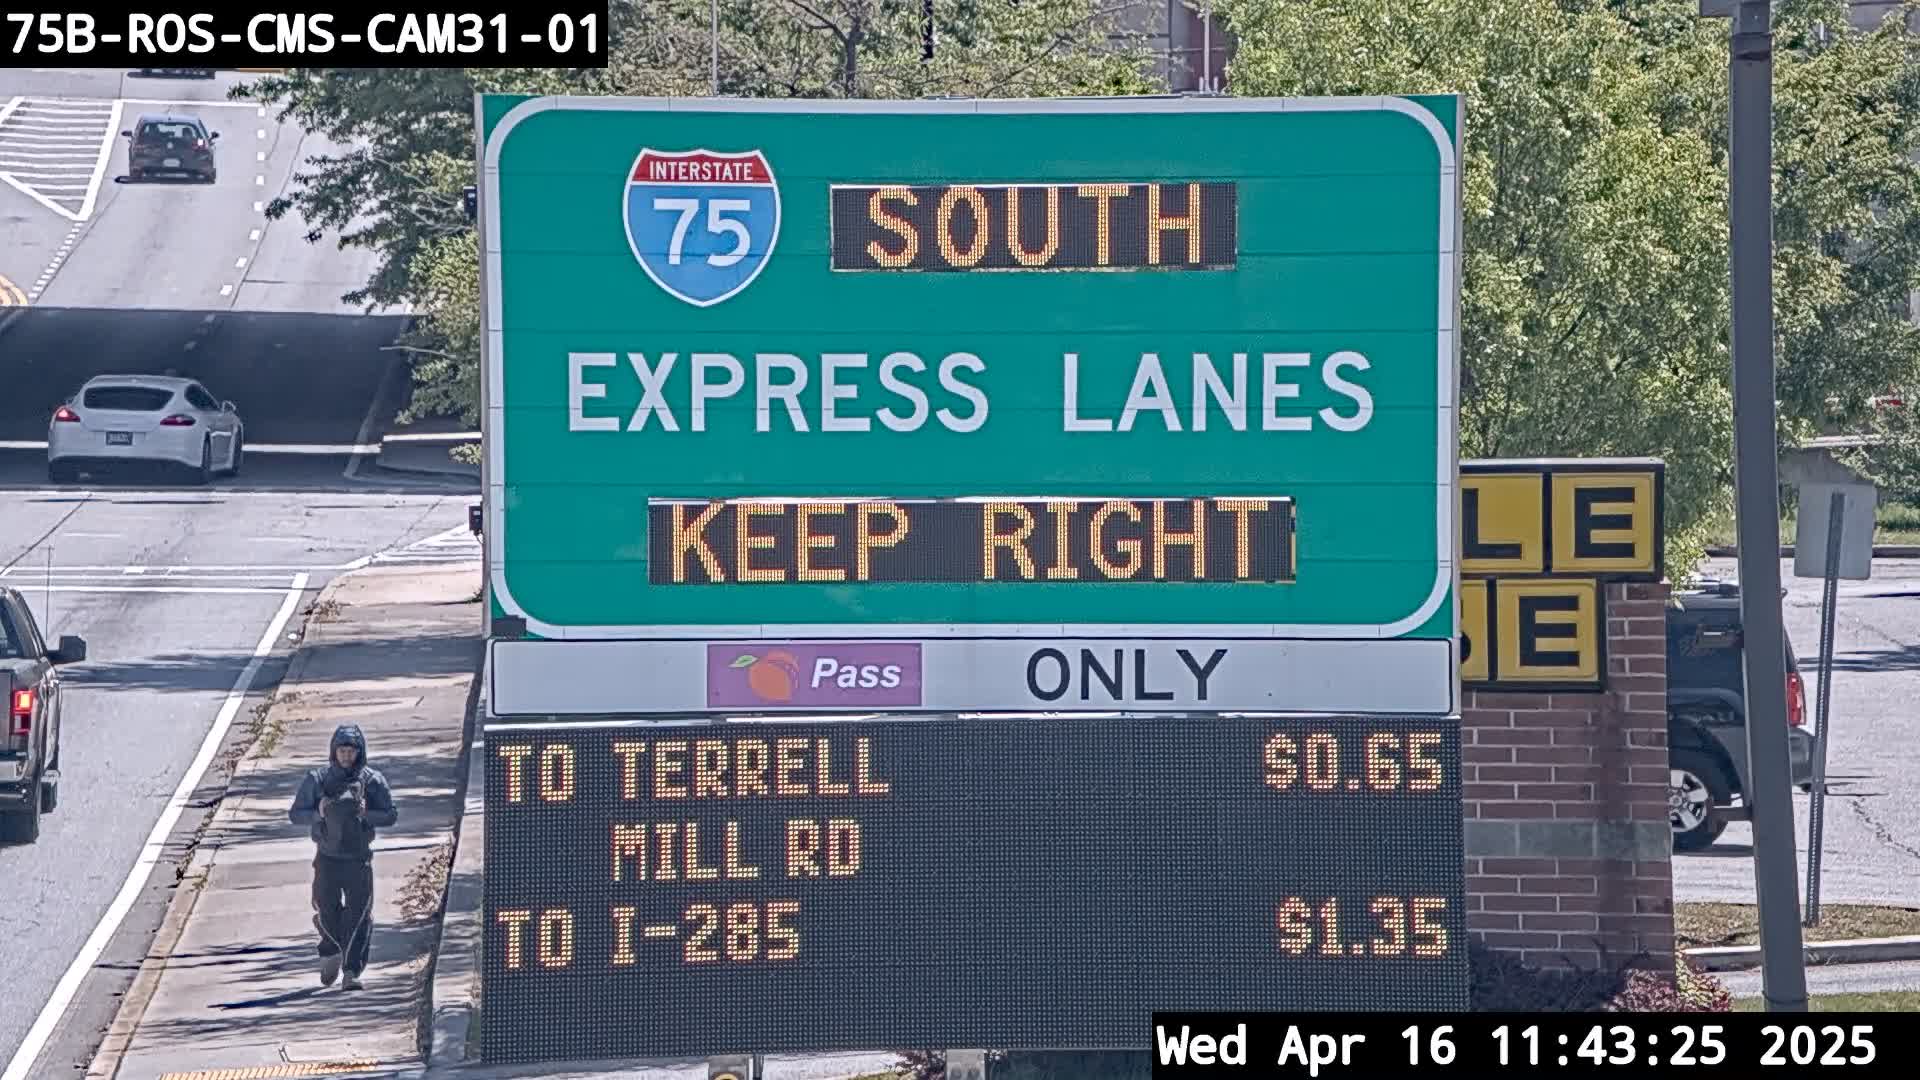 75B-ROS-CMS-CAM31-01
INTERSTATE
75
SOUTH
EXPRESS LANES
KEEP RIGHT
Pass ONLY
TO TERRELL $0.65
MILL RD
TO I-285 $1.35
LE
E
Wed Apr 16 11:43:25 2025